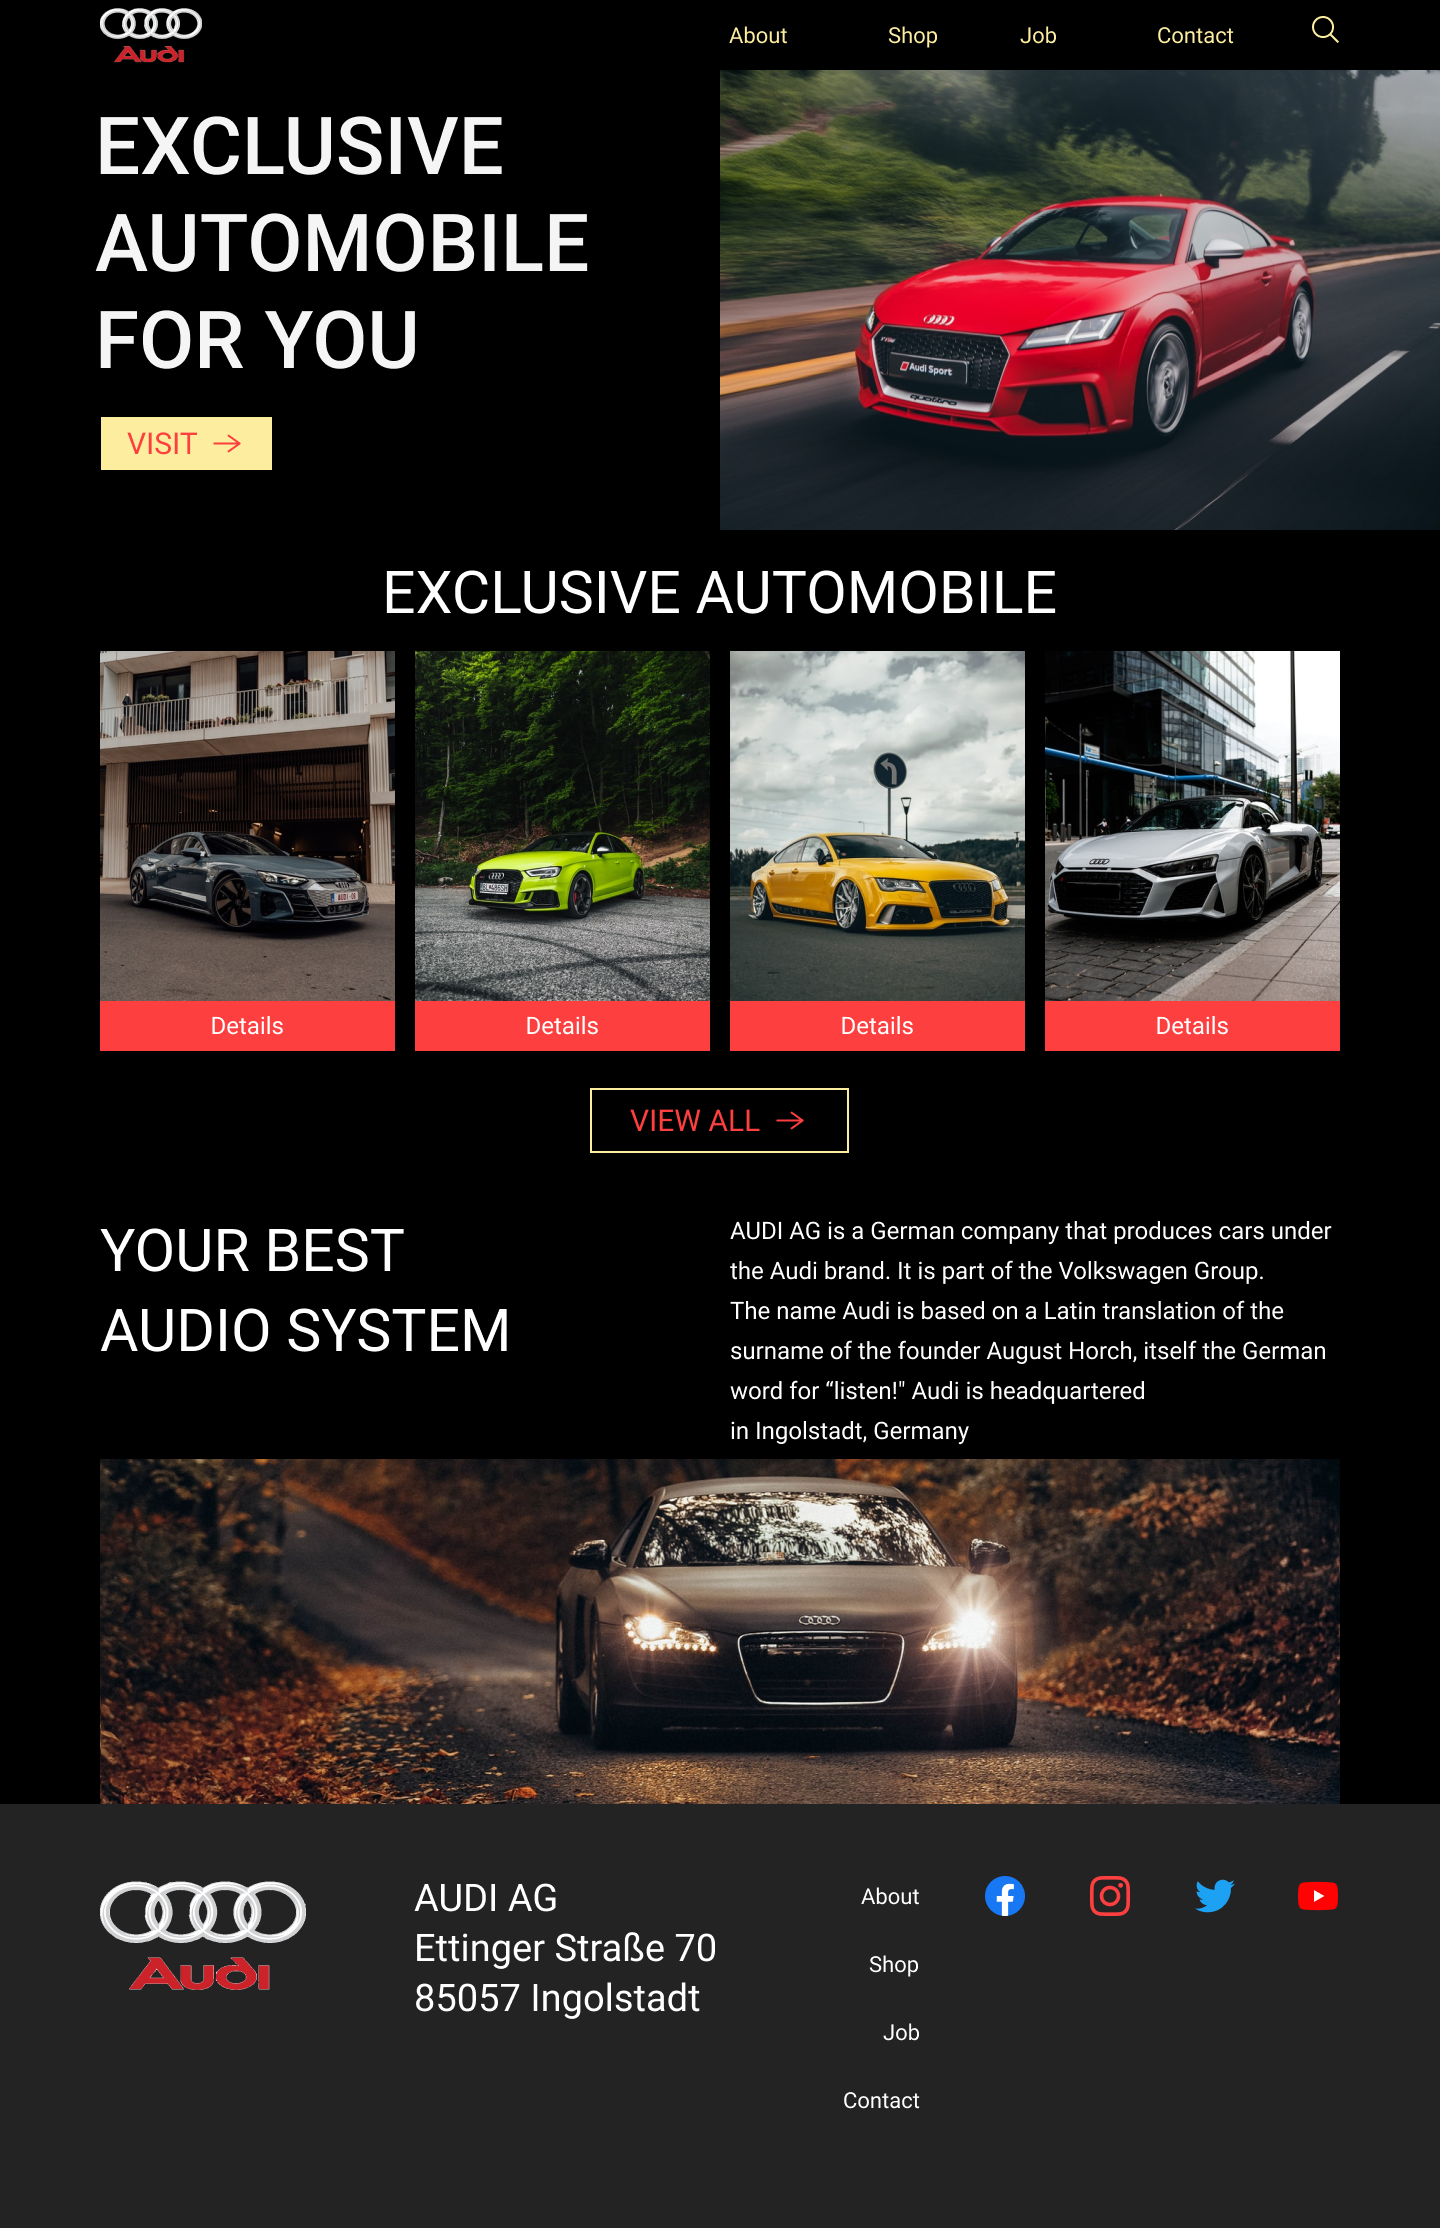 Audi
About Shop Job Contact
EXCLUSIVE
AUTOMOBILE
FOR YOU
VISIT
Audi Sport
quattro
EXCLUSIVE AUTOMOBILE
Details Details Details Details
VIEW ALL
YOUR BEST
AUDIO SYSTEM
AUDI AG is a German company that produces cars under
the Audi brand. It is part of the Volkswagen Group.
The name Audi is based on a Latin translation of the
surname of the founder August Horch, itself the German
word for “listen!" Audi is headquartered
in Ingolstadt, Germany
Audi
AUDI AG
Ettinger Straße 70
85057 Ingolstadt
About
Shop
Job
Contact